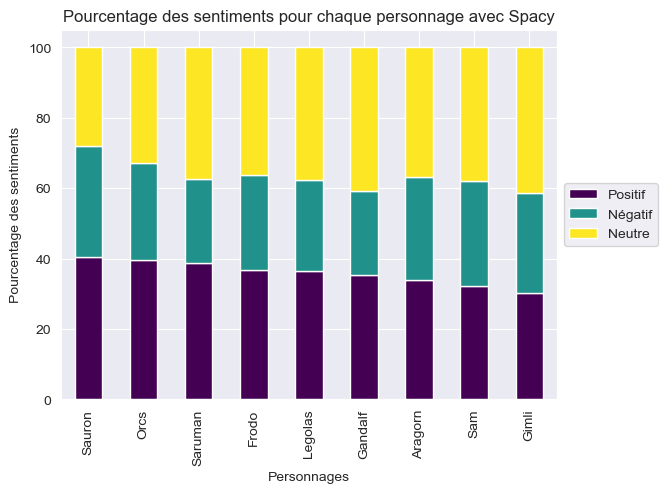 Pourcentage des sentiments pour chaque personnage avec Spacy
Pourcentage des sentiments
100
80
60
40
20
0
Sauron
Orcs
Saruman
Frodo
Legolas
Gandalf
Aragorn
Sam
Gimli
Personnages
Positif
Négatif
Neutre